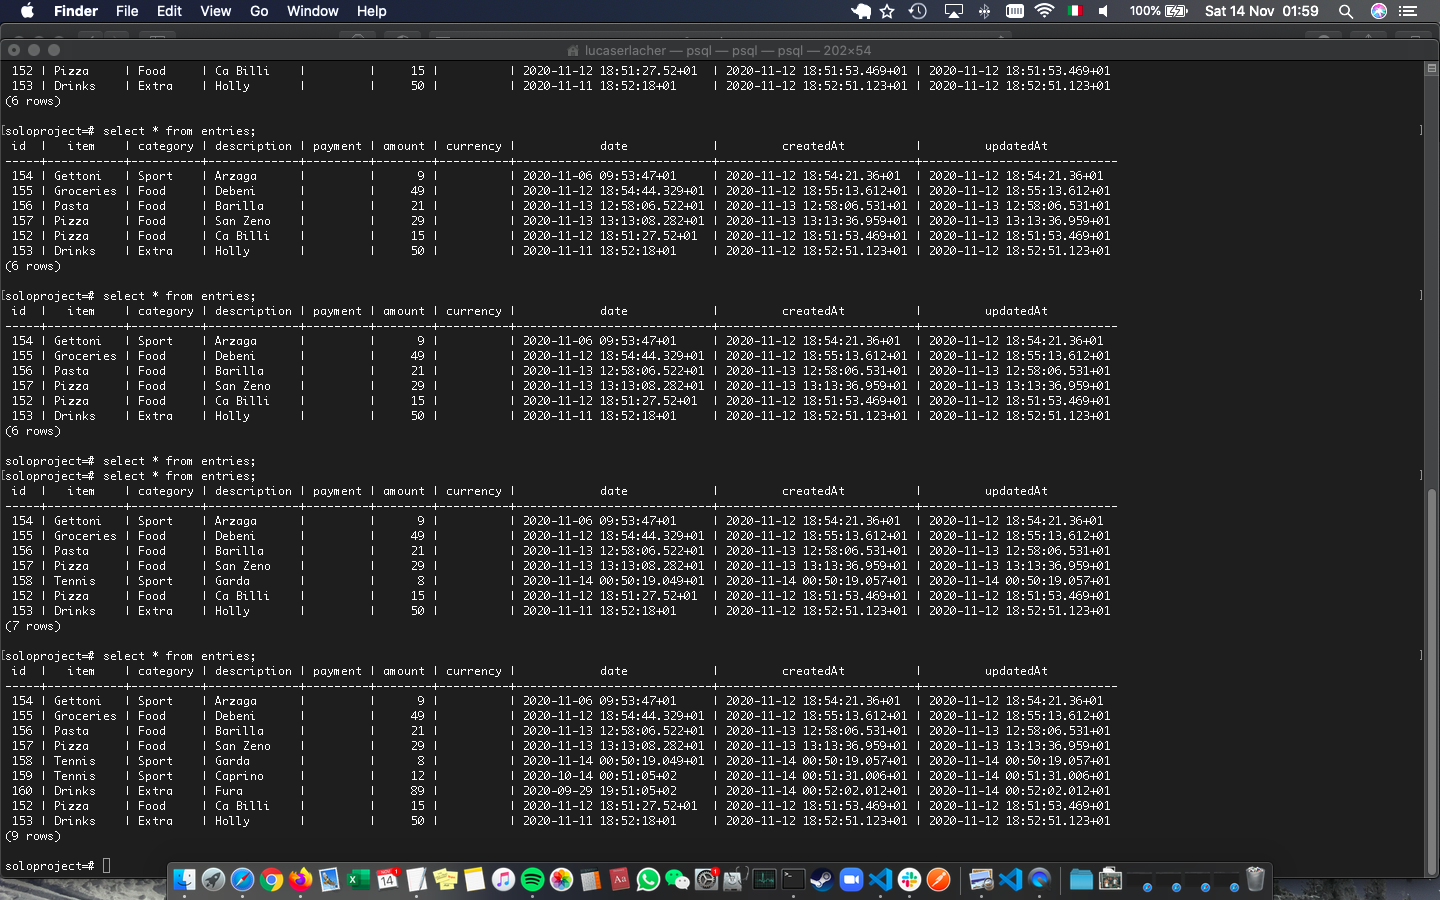 Finder File Edit View Go Window Help 100% Sat 14 Nov 01:59
lucaserlacher — psql — psql — psql — 202×54
152 | Pizza | Food | Ca Billi | | 15 | | 2020-11-12 18:51:27.52+01 | 2020-11-12 18:51:53.469+01 | 2020-11-12 18:51:53.469+01
153 | Drinks | Extra | Holly | | 50 | | 2020-11-11 18:52:18+01 | 2020-11-12 18:52:51.123+01 | 2020-11-12 18:52:51.123+01
(6 rows)
[soloproject=# select * from entries; ]
id | item | category | description | payment | amount | currency | date | createdAt | updatedAt
-----+-----------+----------+-------------+---------+--------+----------+----------------------------+----------------------------+----------------------------
154 | Gettoni | Sport | Arzaga | | 9 | | 2020-11-06 09:53:47+01 | 2020-11-12 18:54:21.36+01 | 2020-11-12 18:54:21.36+01
155 | Groceries | Food | Debeni | | 49 | | 2020-11-12 18:54:44.329+01 | 2020-11-12 18:55:13.612+01 | 2020-11-12 18:55:13.612+01
156 | Pasta | Food | Barilla | | 21 | | 2020-11-13 12:58:06.522+01 | 2020-11-13 12:58:06.531+01 | 2020-11-13 12:58:06.531+01
157 | Pizza | Food | San Zeno | | 29 | | 2020-11-13 13:13:08.282+01 | 2020-11-13 13:13:36.959+01 | 2020-11-13 13:13:36.959+01
152 | Pizza | Food | Ca Billi | | 15 | | 2020-11-12 18:51:27.52+01 | 2020-11-12 18:51:53.469+01 | 2020-11-12 18:51:53.469+01
153 | Drinks | Extra | Holly | | 50 | | 2020-11-11 18:52:18+01 | 2020-11-12 18:52:51.123+01 | 2020-11-12 18:52:51.123+01
(6 rows)
[soloproject=# select * from entries; ]
id | item | category | description | payment | amount | currency | date | createdAt | updatedAt
-----+-----------+----------+-------------+---------+--------+----------+----------------------------+----------------------------+----------------------------
154 | Gettoni | Sport | Arzaga | | 9 | | 2020-11-06 09:53:47+01 | 2020-11-12 18:54:21.36+01 | 2020-11-12 18:54:21.36+01
155 | Groceries | Food | Debeni | | 49 | | 2020-11-12 18:54:44.329+01 | 2020-11-12 18:55:13.612+01 | 2020-11-12 18:55:13.612+01
156 | Pasta | Food | Barilla | | 21 | | 2020-11-13 12:58:06.522+01 | 2020-11-13 12:58:06.531+01 | 2020-11-13 12:58:06.531+01
157 | Pizza | Food | San Zeno | | 29 | | 2020-11-13 13:13:08.282+01 | 2020-11-13 13:13:36.959+01 | 2020-11-13 13:13:36.959+01
152 | Pizza | Food | Ca Billi | | 15 | | 2020-11-12 18:51:27.52+01 | 2020-11-12 18:51:53.469+01 | 2020-11-12 18:51:53.469+01
153 | Drinks | Extra | Holly | | 50 | | 2020-11-11 18:52:18+01 | 2020-11-12 18:52:51.123+01 | 2020-11-12 18:52:51.123+01
(6 rows)
soloproject=# select * from entries;
[soloproject=# select * from entries; ]
id | item | category | description | payment | amount | currency | date | createdAt | updatedAt
-----+-----------+----------+-------------+---------+--------+----------+----------------------------+----------------------------+----------------------------
154 | Gettoni | Sport | Arzaga | | 9 | | 2020-11-06 09:53:47+01 | 2020-11-12 18:54:21.36+01 | 2020-11-12 18:54:21.36+01
155 | Groceries | Food | Debeni | | 49 | | 2020-11-12 18:54:44.329+01 | 2020-11-12 18:55:13.612+01 | 2020-11-12 18:55:13.612+01
156 | Pasta | Food | Barilla | | 21 | | 2020-11-13 12:58:06.522+01 | 2020-11-13 12:58:06.531+01 | 2020-11-13 12:58:06.531+01
157 | Pizza | Food | San Zeno | | 29 | | 2020-11-13 13:13:08.282+01 | 2020-11-13 13:13:36.959+01 | 2020-11-13 13:13:36.959+01
158 | Tennis | Sport | Garda | | 8 | | 2020-11-14 00:50:19.049+01 | 2020-11-14 00:50:19.057+01 | 2020-11-14 00:50:19.057+01
152 | Pizza | Food | Ca Billi | | 15 | | 2020-11-12 18:51:27.52+01 | 2020-11-12 18:51:53.469+01 | 2020-11-12 18:51:53.469+01
153 | Drinks | Extra | Holly | | 50 | | 2020-11-11 18:52:18+01 | 2020-11-12 18:52:51.123+01 | 2020-11-12 18:52:51.123+01
(7 rows)
[soloproject=# select * from entries; ]
id | item | category | description | payment | amount | currency | date | createdAt | updatedAt
-----+-----------+----------+-------------+---------+--------+----------+----------------------------+----------------------------+----------------------------
154 | Gettoni | Sport | Arzaga | | 9 | | 2020-11-06 09:53:47+01 | 2020-11-12 18:54:21.36+01 | 2020-11-12 18:54:21.36+01
155 | Groceries | Food | Debeni | | 49 | | 2020-11-12 18:54:44.329+01 | 2020-11-12 18:55:13.612+01 | 2020-11-12 18:55:13.612+01
156 | Pasta | Food | Barilla | | 21 | | 2020-11-13 12:58:06.522+01 | 2020-11-13 12:58:06.531+01 | 2020-11-13 12:58:06.531+01
157 | Pizza | Food | San Zeno | | 29 | | 2020-11-13 13:13:08.282+01 | 2020-11-13 13:13:36.959+01 | 2020-11-13 13:13:36.959+01
158 | Tennis | Sport | Garda | | 8 | | 2020-11-14 00:50:19.049+01 | 2020-11-14 00:50:19.057+01 | 2020-11-14 00:50:19.057+01
159 | Tennis | Sport | Caprino | | 12 | | 2020-10-14 00:51:05+02 | 2020-11-14 00:51:31.006+01 | 2020-11-14 00:51:31.006+01
160 | Drinks | Extra | Fura | | 89 | | 2020-09-29 19:51:05+02 | 2020-11-14 00:52:02.012+01 | 2020-11-14 00:52:02.012+01
152 | Pizza | Food | Ca Billi | | 15 | | 2020-11-12 18:51:27.52+01 | 2020-11-12 18:51:53.469+01 | 2020-11-12 18:51:53.469+01
153 | Drinks | Extra | Holly | | 50 | | 2020-11-11 18:52:18+01 | 2020-11-12 18:52:51.123+01 | 2020-11-12 18:52:51.123+01
(9 rows)
soloproject=#
NOV 14 1 Aa 1